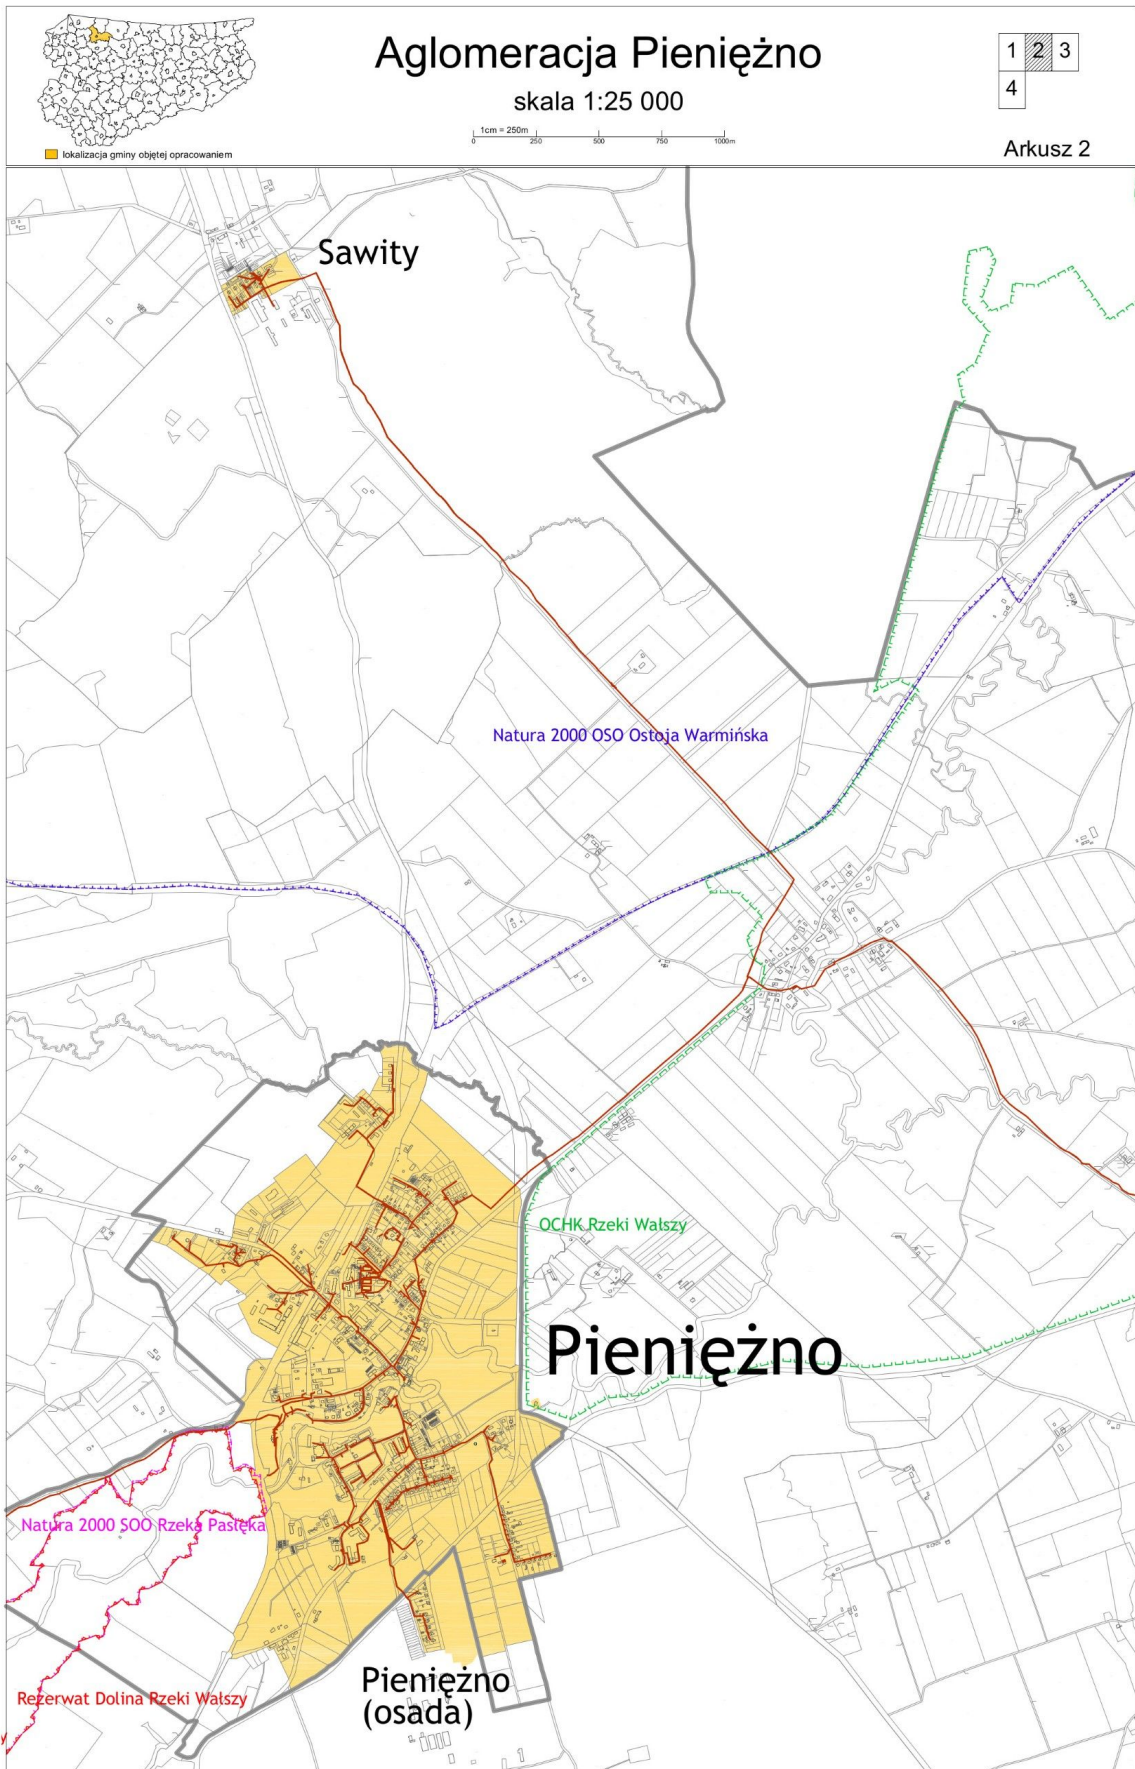 Aglomeracja Pieniężno
skala 1:25 000
1cm = 250m
0 250 500 750 1000m
1 2 3
4
Arkusz 2
lokalizacja gminy objętej opracowaniem
Sawity
Natura 2000 OSO Ostoja Warmińska
OCHK Rzeki Wałszy
Pieniężno
Natura 2000 SOO Rzeka Pasłęka
Pieniężno
(osada)
Rezerwat Dolina Rzeki Wałszy
y